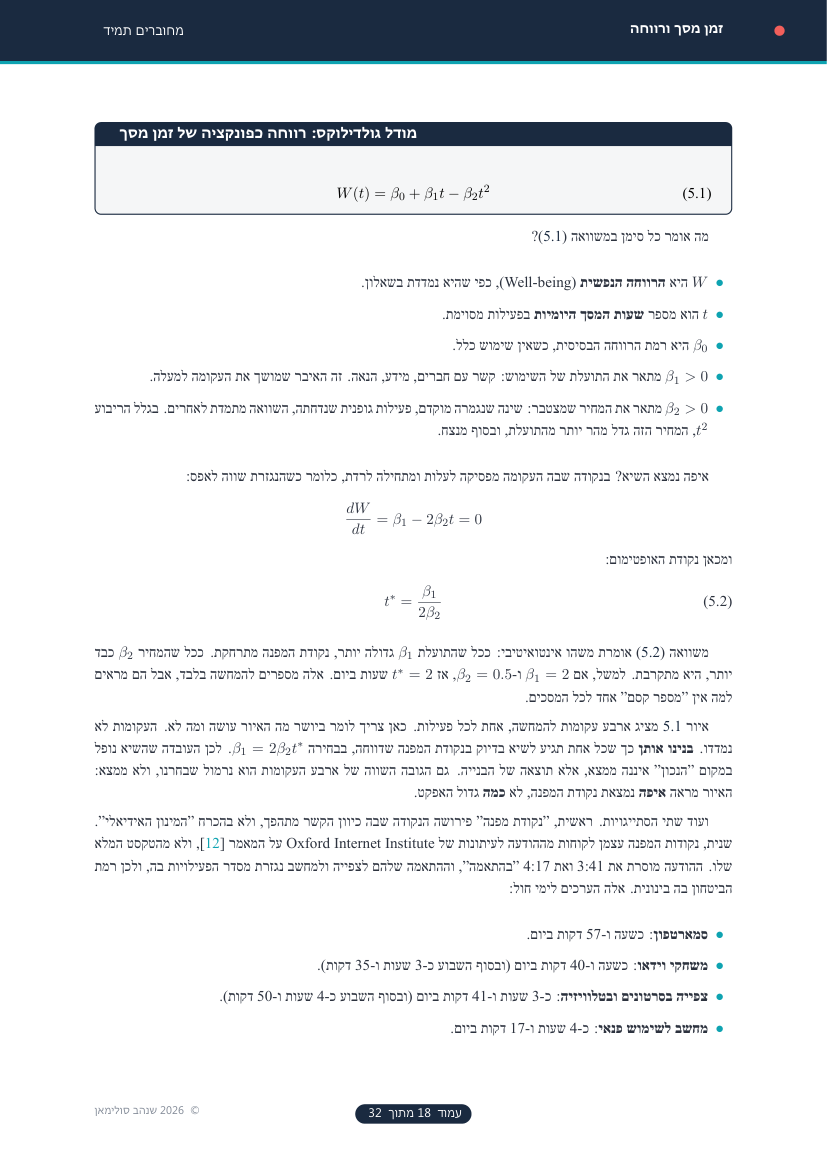 זמן מסך ורווחה
מחוברים תמיד
מודל גולדילוקס: רווחה כפונקציה של זמן מסך
W(t) = β₀ + β₁t − β₂t² (5.1)
מה אומר כל סימן במשוואה (5.1)?
• W היא הרווחה הנפשית (Well-being), כפי שהיא נמדדת בשאלון.
• t הוא מספר שעות המסך היומיות בפעילות מסוימת.
• β₀ היא רמת הרווחה הבסיסית, כשאין שימוש כלל.
• β₁ > 0 מתאר את התועלת של השימוש: קשר עם חברים, מידע, הנאה. זה האיבר שמושך את העקומה למעלה.
• β₂ > 0 מתאר את המחיר שמצטבר: שינה שנגמרה מוקדם, פעילות גופנית שנדחתה, השוואה מתמדת לאחרים. בגלל הריבוע
t², המחיר הזה גדל מהר יותר מהתועלת, ובסוף מנצח.
איפה נמצא השיא? בנקודה שבה העקומה מפסיקה לעלות ומתחילה לרדת, כלומר כשהנגזרת שווה לאפס:
dW/dt = β₁ − 2β₂t = 0
ומכאן נקודת האופטימום:
t* = β₁/2β₂ (5.2)
משוואה (5.2) אומרת משהו אינטואיטיבי: ככל שהתועלת β₁ גדולה יותר, נקודת המפנה מתרחקת. ככל שהמחיר β₂ כבד
יותר, היא מתקרבת. למשל, אם β₁ = 2 ו-β₂ = 0.5, אז t* = 2 שעות ביום. אלה מספרים להמחשה בלבד, אבל הם מראים
למה אין ”מספר קסם” אחד לכל המסכים.
איור 5.1 מציג ארבע עקומות להמחשה, אחת לכל פעילות. כאן צריך לומר ביושר מה האיור עושה ומה לא. העקומות לא
נמדדו. בנינו אותן כך שכל אחת תגיע לשיא בדיוק בנקודת המפנה שדווחה, בבחירה β₁ = 2β₂t*. לכן העובדה שהשיא נופל
במקום ”הנכון” איננה ממצא, אלא תוצאה של הבנייה. גם הגובה השווה של ארבע העקומות הוא נרמול שבחרנו, ולא ממצא:
האיור מראה איפה נמצאת נקודת המפנה, לא כמה גדול האפקט.
ועוד שתי הסתייגויות. ראשית, ”נקודת מפנה” פירושה הנקודה שבה כיוון הקשר מתהפך, ולא בהכרח ”המינון האידיאלי”.
שנית, נקודות המפנה עצמן לקוחות מההודעה לעיתונות של Oxford Internet Institute על המאמר [12], ולא מהטקסט המלא
שלו. ההודעה מוסרת את 3:41 ואת 4:17 ”בהתאמה”, וההתאמה שלהם לצפייה ולמחשב נגזרת מסדר הפעילויות בה, ולכן רמת
הביטחון בה בינונית. אלה הערכים לימי חול:
• סמארטפון: כשעה ו-57 דקות ביום.
• משחקי וידאו: כשעה ו-40 דקות ביום (ובסוף השבוע כ-3 שעות ו-35 דקות).
• צפייה בסרטונים ובטלוויזיה: כ-3 שעות ו-41 דקות ביום (ובסוף השבוע כ-4 שעות ו-50 דקות).
• מחשב לשימוש פנאי: כ-4 שעות ו-17 דקות ביום.
עמוד 18 מתוך 32
© 2026 שנהב סולימאן